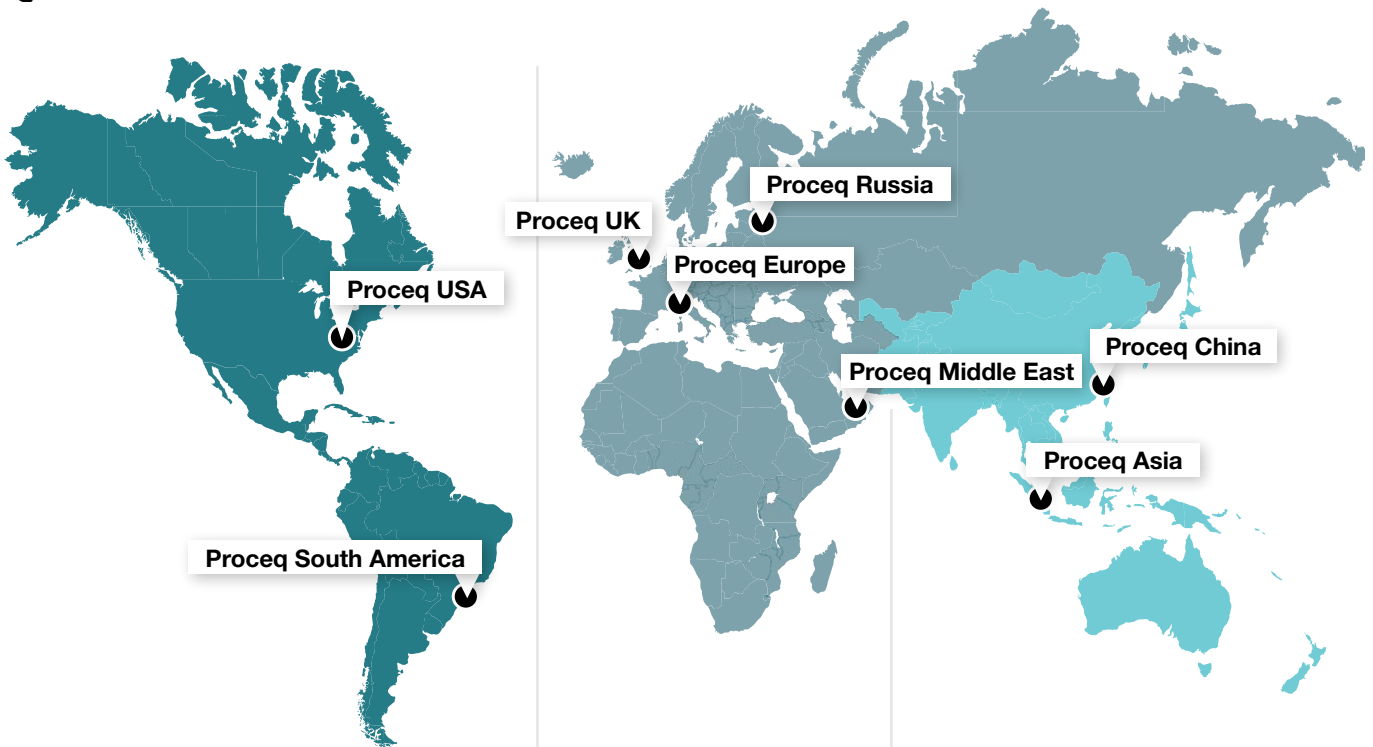 Proceq Russia
Proceq UK
Proceq Europe
Proceq USA
Proceq China
Proceq Middle East
Proceq Asia
Proceq South America